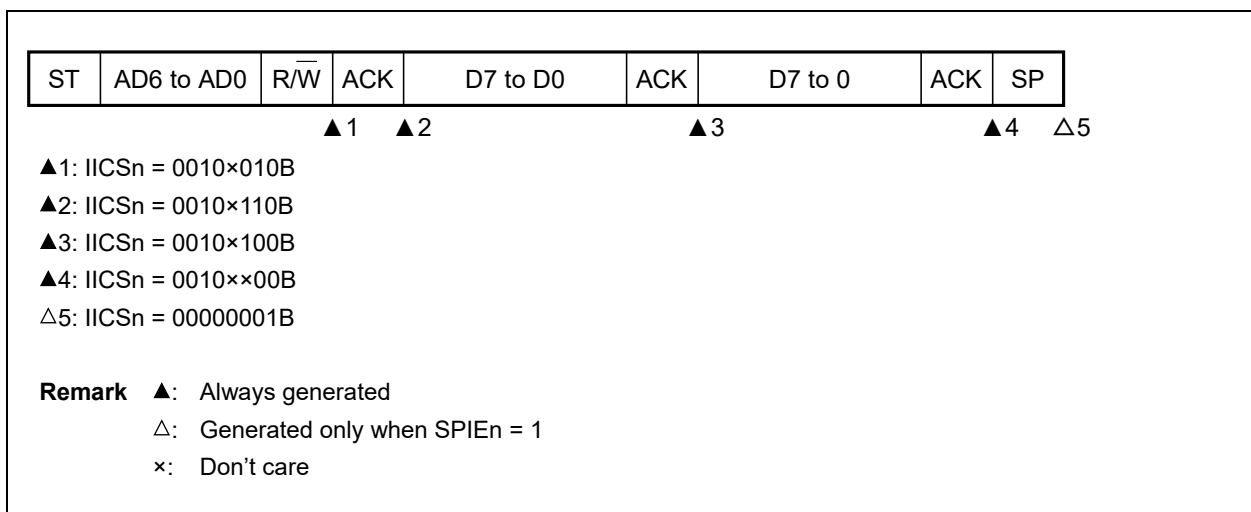 ST AD6 to AD0 R/W̅ ACK D7 to D0 ACK D7 to 0 ACK SP
▲1 ▲2 ▲3 ▲4 △5
▲1: IICSn = 0010×010B
▲2: IICSn = 0010×110B
▲3: IICSn = 0010×100B
▲4: IICSn = 0010××00B
△5: IICSn = 00000001B
Remark ▲: Always generated
△: Generated only when SPIEn = 1
×: Don’t care